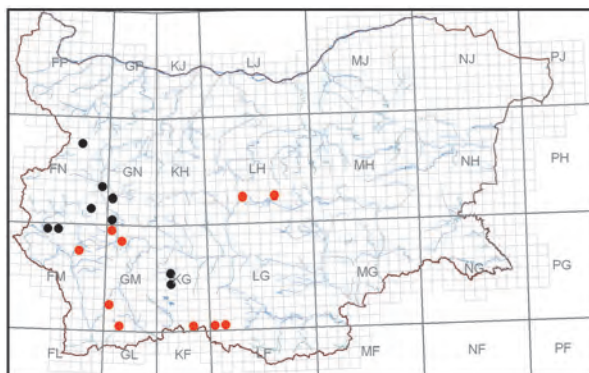 FP GP KJ LJ MJ NJ PJ
FN GN KH LH MH NH PH
FM GM KG LG MG NG PG
FL GL KF LF MF NF PF